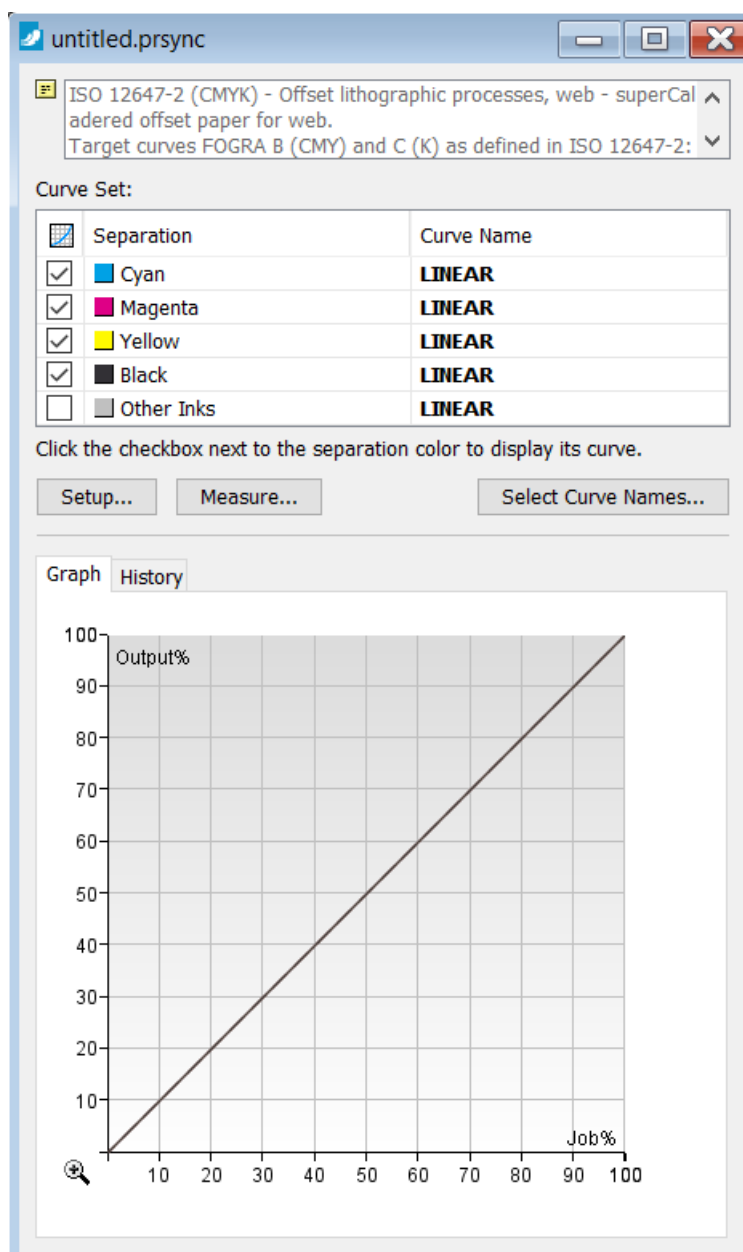 untitled.prsync
ISO 12647-2 (CMYK) - Offset lithographic processes, web - superCal
adered offset paper for web.
Target curves FOGRA B (CMY) and C (K) as defined in ISO 12647-2:
Curve Set:
Separation Curve Name
Cyan LINEAR
Magenta LINEAR
Yellow LINEAR
Black LINEAR
Other Inks LINEAR
Click the checkbox next to the separation color to display its curve.
Setup... Measure... Select Curve Names...
Graph History
100
Output%
90
80
70
60
50
40
30
20
10
Job%
10 20 30 40 50 60 70 80 90 100